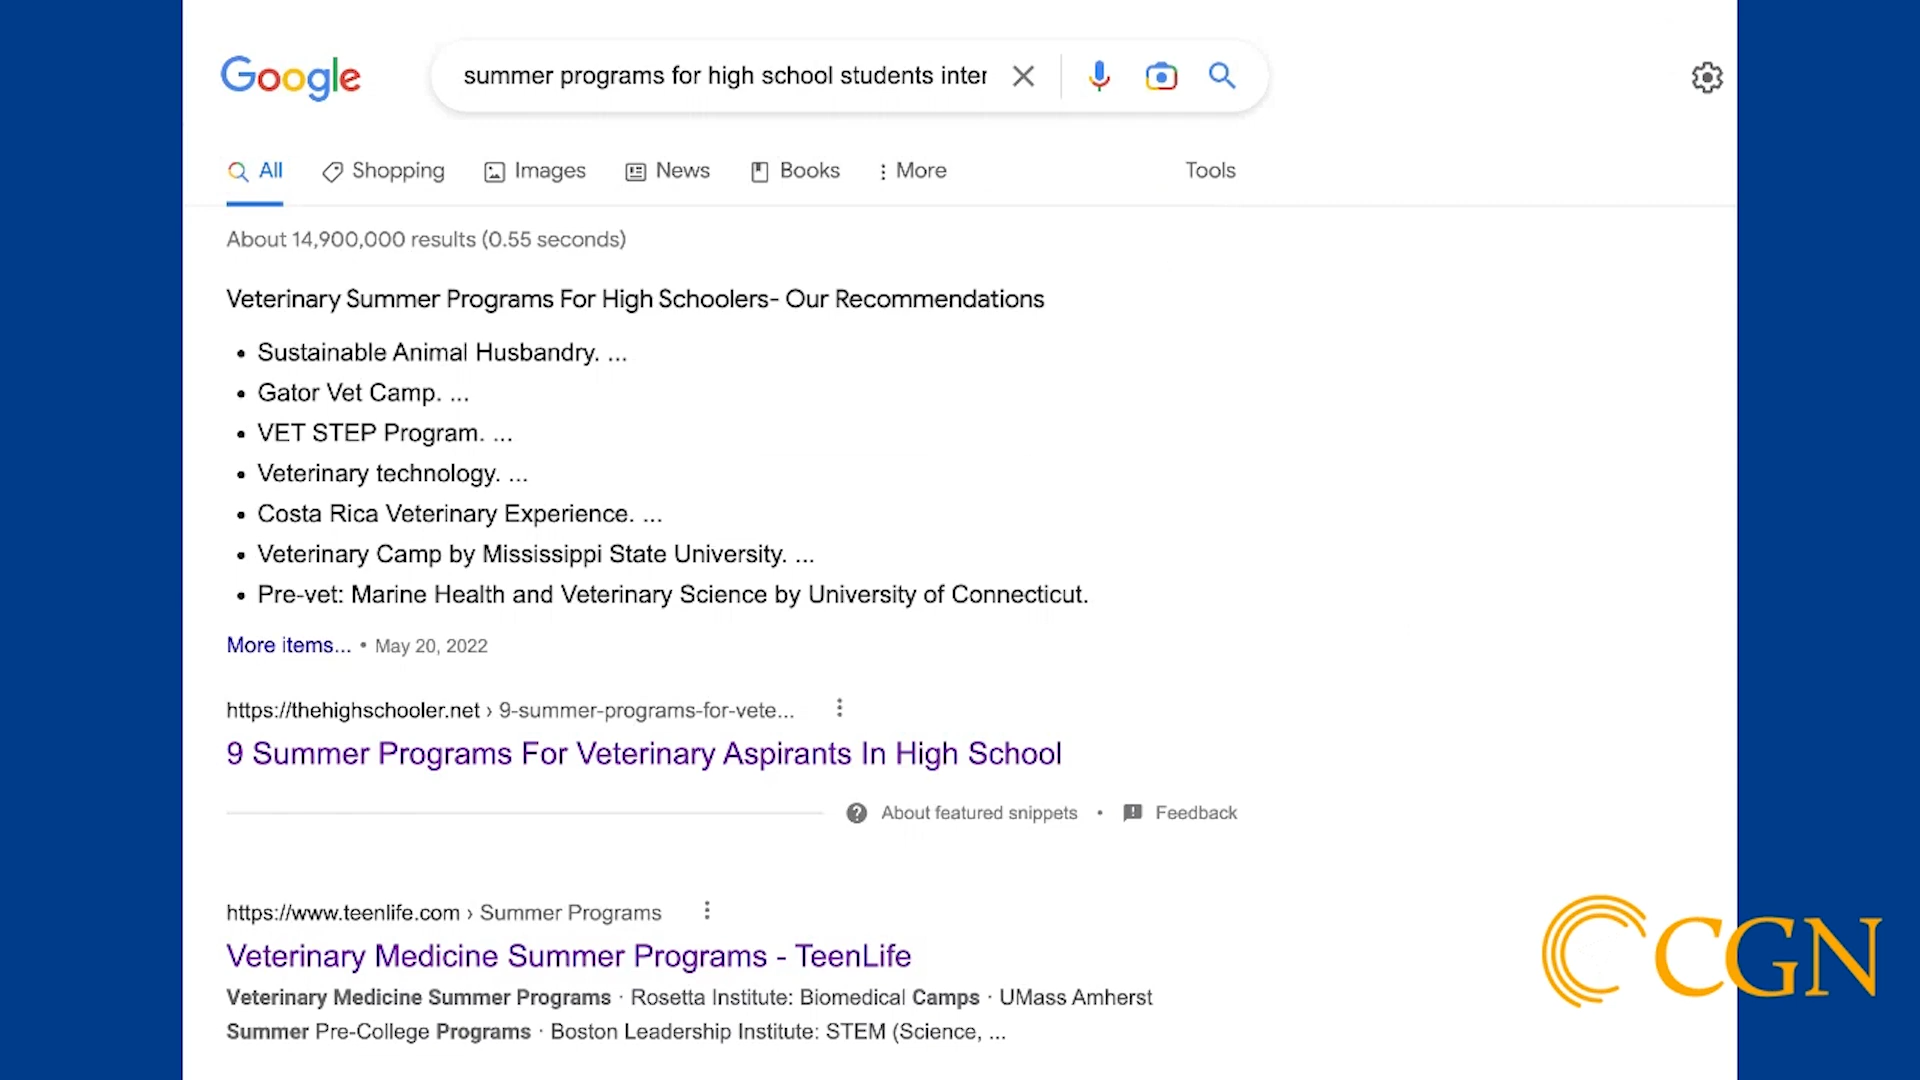 Google
summer programs for high school students inter
All Shopping Images News Books More Tools
About 14,900,000 results (0.55 seconds)
Veterinary Summer Programs For High Schoolers- Our Recommendations
• Sustainable Animal Husbandry. ...
• Gator Vet Camp. ...
• VET STEP Program. ...
• Veterinary technology. ...
• Costa Rica Veterinary Experience. ...
• Veterinary Camp by Mississippi State University. ...
• Pre-vet: Marine Health and Veterinary Science by University of Connecticut.
More items... • May 20, 2022
https://thehighschooler.net › 9-summer-programs-for-vete...
9 Summer Programs For Veterinary Aspirants In High School
About featured snippets • Feedback
https://www.teenlife.com › Summer Programs
Veterinary Medicine Summer Programs - TeenLife
Veterinary Medicine Summer Programs · Rosetta Institute: Biomedical Camps · UMass Amherst
Summer Pre-College Programs · Boston Leadership Institute: STEM (Science, ...
CGN